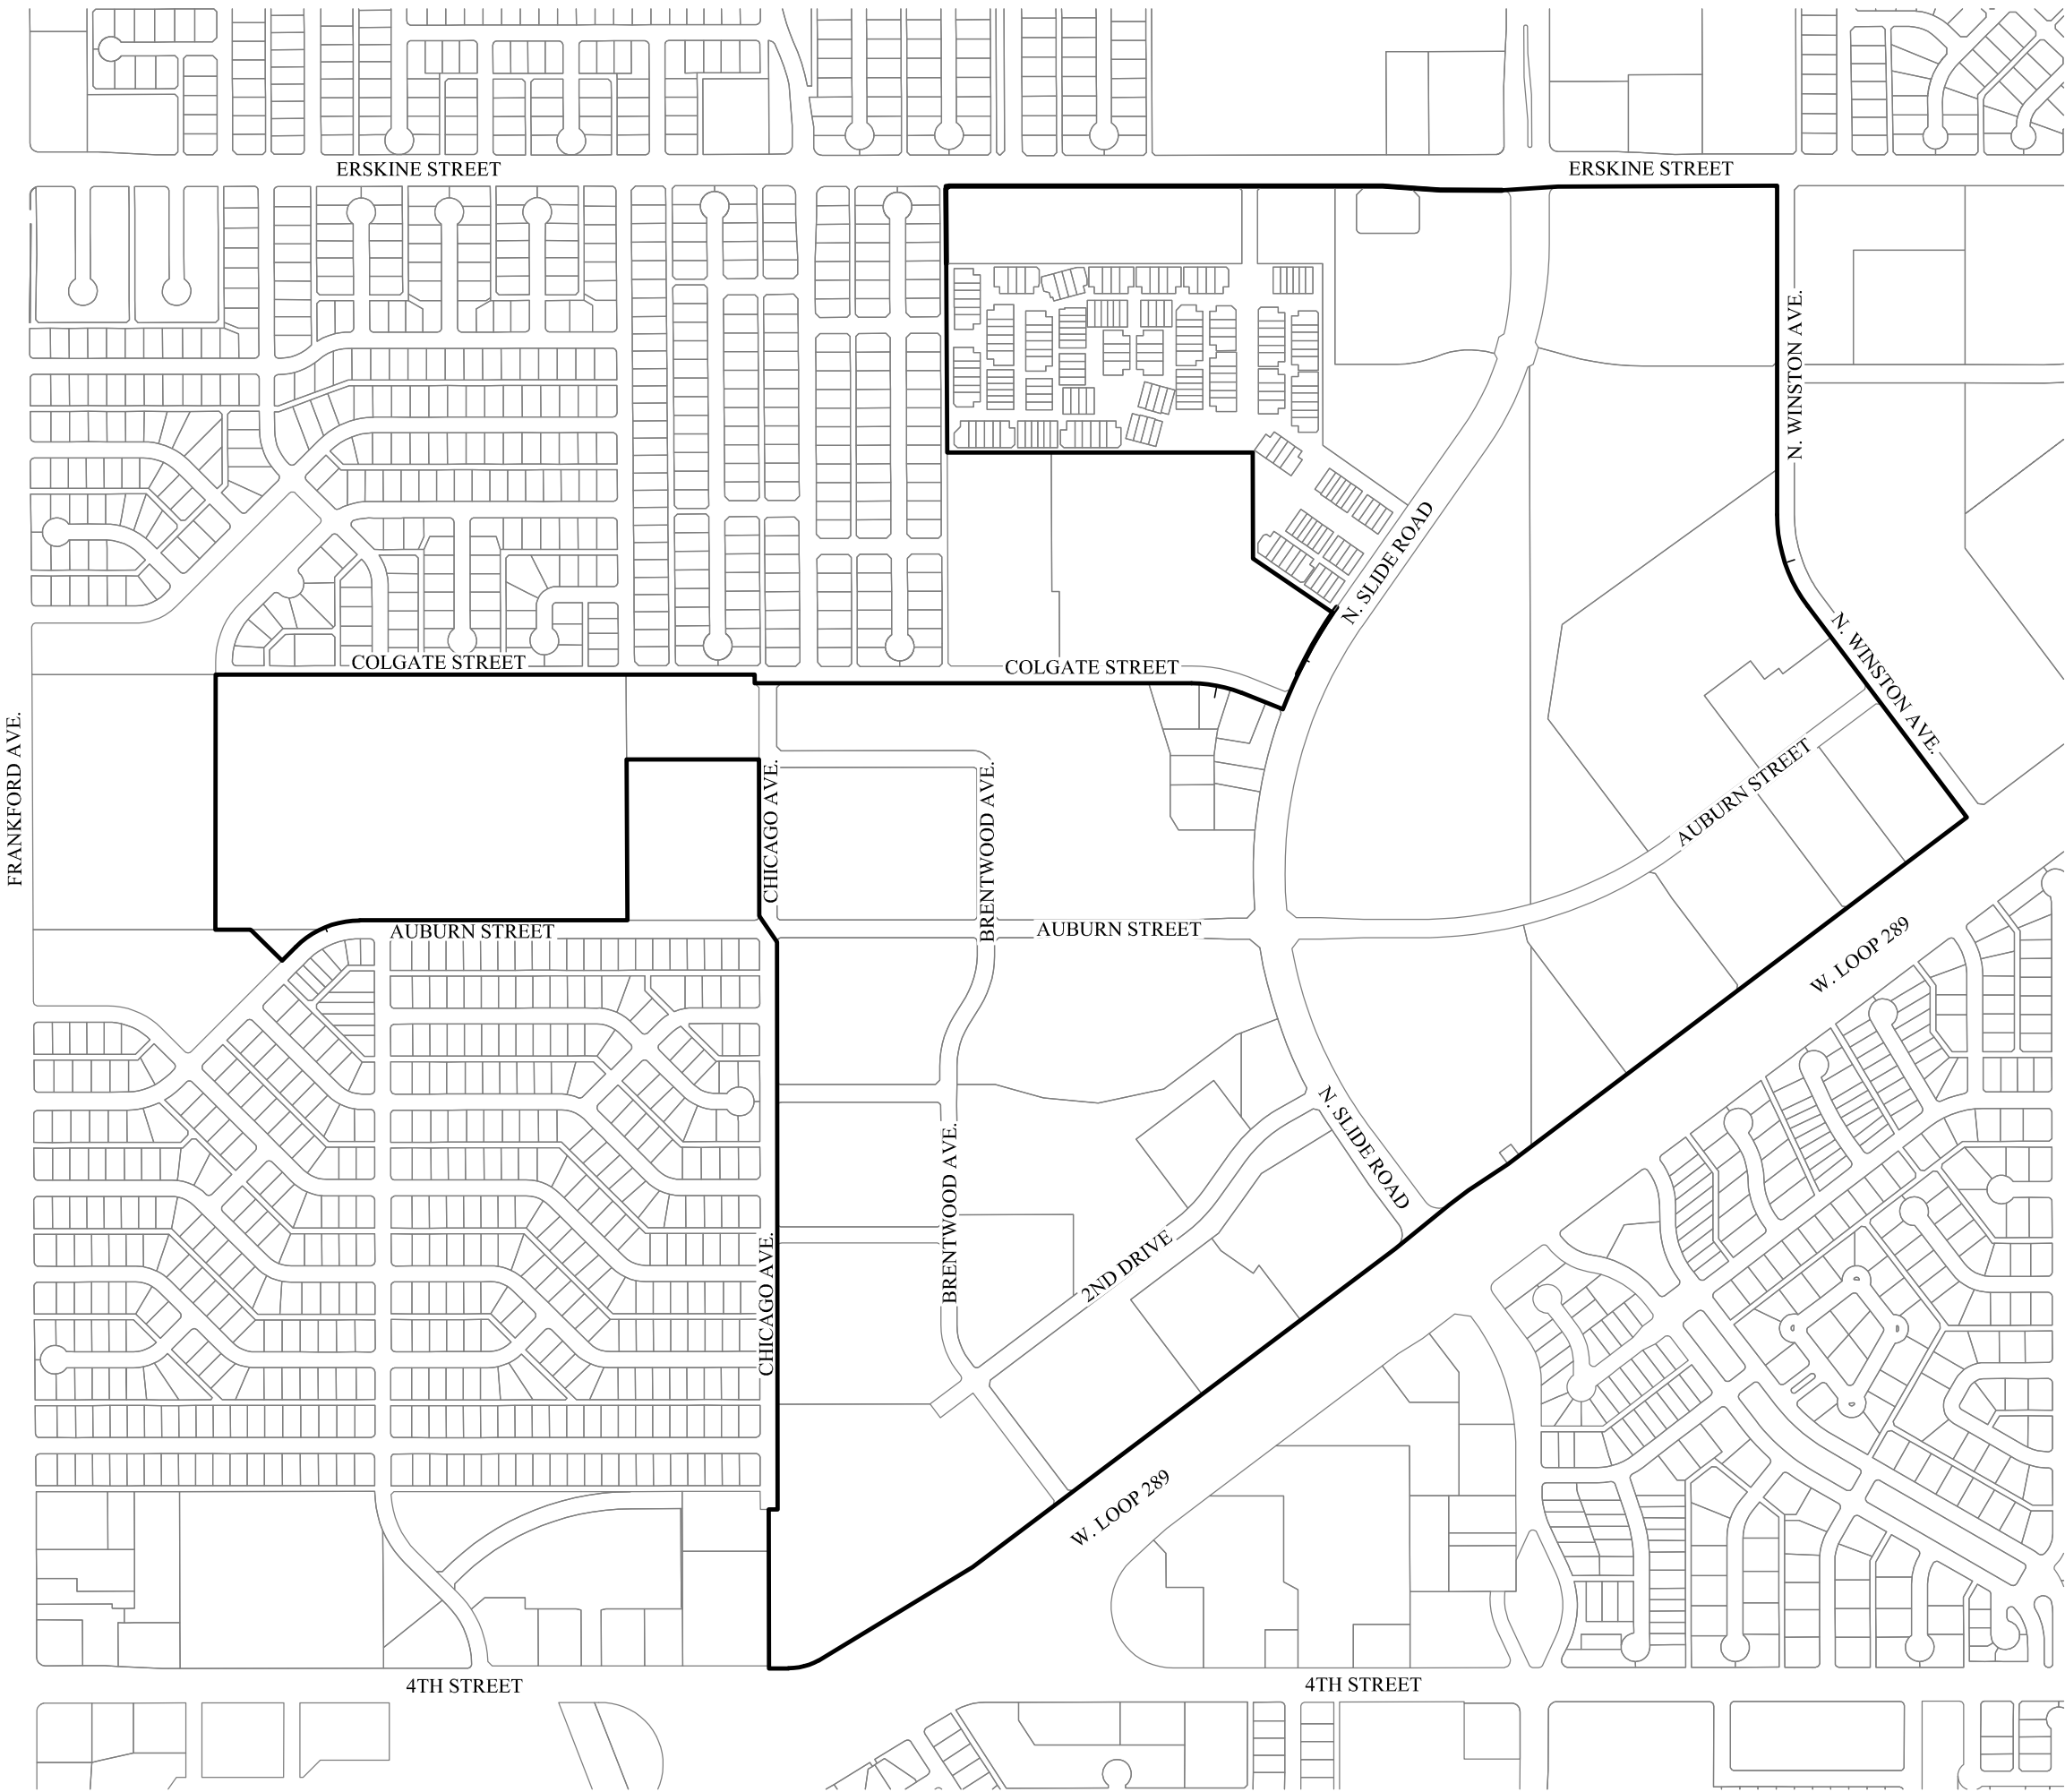 ERSKINE STREET
ERSKINE STREET
N. WINSTON AVE.
N. SLIDE ROAD
COLGATE STREET
COLGATE STREET
N. WINSTON AVE.
FRANKFORD AVE.
CHICAGO AVE.
BRENTWOOD AVE.
AUBURN STREET
AUBURN STREET
AUBURN STREET
W. LOOP 289
N. SLIDE ROAD
BRENTWOOD AVE.
2ND DRIVE
CHICAGO AVE.
W. LOOP 289
4TH STREET
4TH STREET